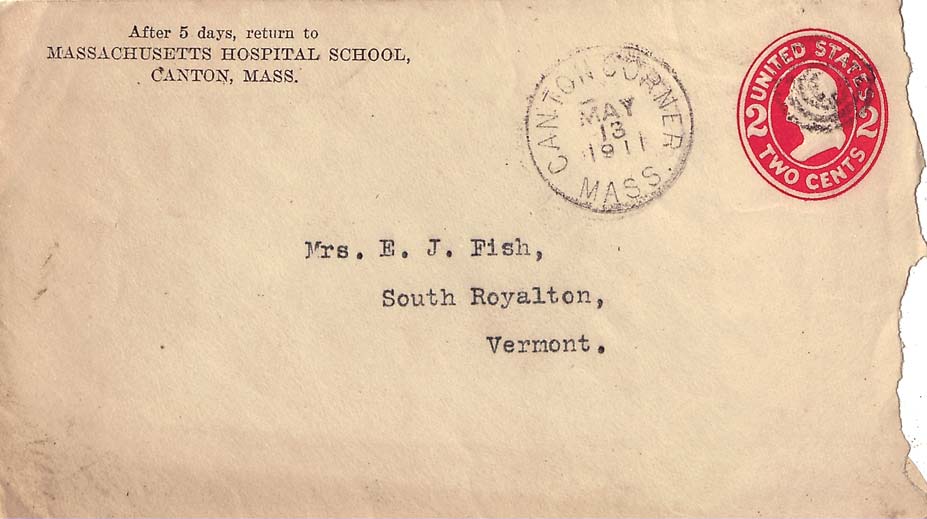 After 5 days, return to
MASSACHUSETTS HOSPITAL SCHOOL,
CANTON, MASS.
CANTON CORNER
MAY
13
1911
MASS.
UNITED STATES
2 2
TWO CENTS
Mrs. E. J. Fish,
South Royalton,
Vermont.